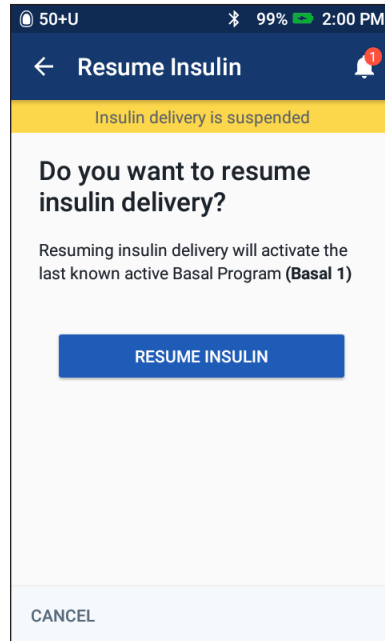 50+U 99% 2:00 PM
Resume Insulin 1
Insulin delivery is suspended
Do you want to resume
insulin delivery?
Resuming insulin delivery will activate the
last known active Basal Program (Basal 1)
RESUME INSULIN
CANCEL